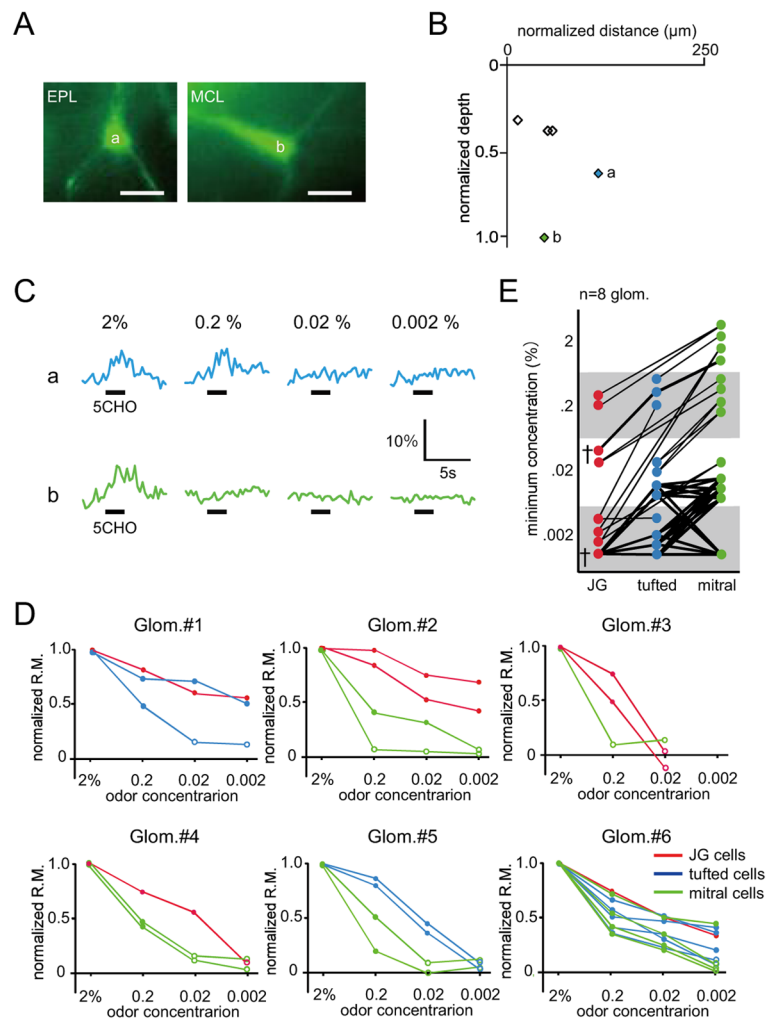 A
EPL
a
MCL
b
B
normalized distance (μm)
0
250
0
0.5
1.0
normalized depth
a
b
C
2%
0.2 %
0.02 %
0.002 %
a
5CHO
10%
5s
b
5CHO
E
n=8 glom.
minimum concentration (%)
2
.2
.02
.002
†
†
JG
tufted
mitral
D
Glom.#1
normalized R.M.
1.0
0.5
0
2%
0.2
0.02
0.002
odor concentrarion
Glom.#2
normalized R.M.
1.0
0.5
0
2%
0.2
0.02
0.002
odor concentrarion
Glom.#3
normalized R.M.
1.0
0.5
0
2%
0.2
0.02
0.002
odor concentrarion
Glom.#4
normalized R.M.
1.0
0.5
0
2%
0.2
0.02
0.002
odor concentrarion
Glom.#5
normalized R.M.
1.0
0.5
0
2%
0.2
0.02
0.002
odor concentrarion
Glom.#6
JG cells
tufted cells
mitral cells
normalized R.M.
1.0
0.5
0
2%
0.2
0.02
0.002
odor concentrarion